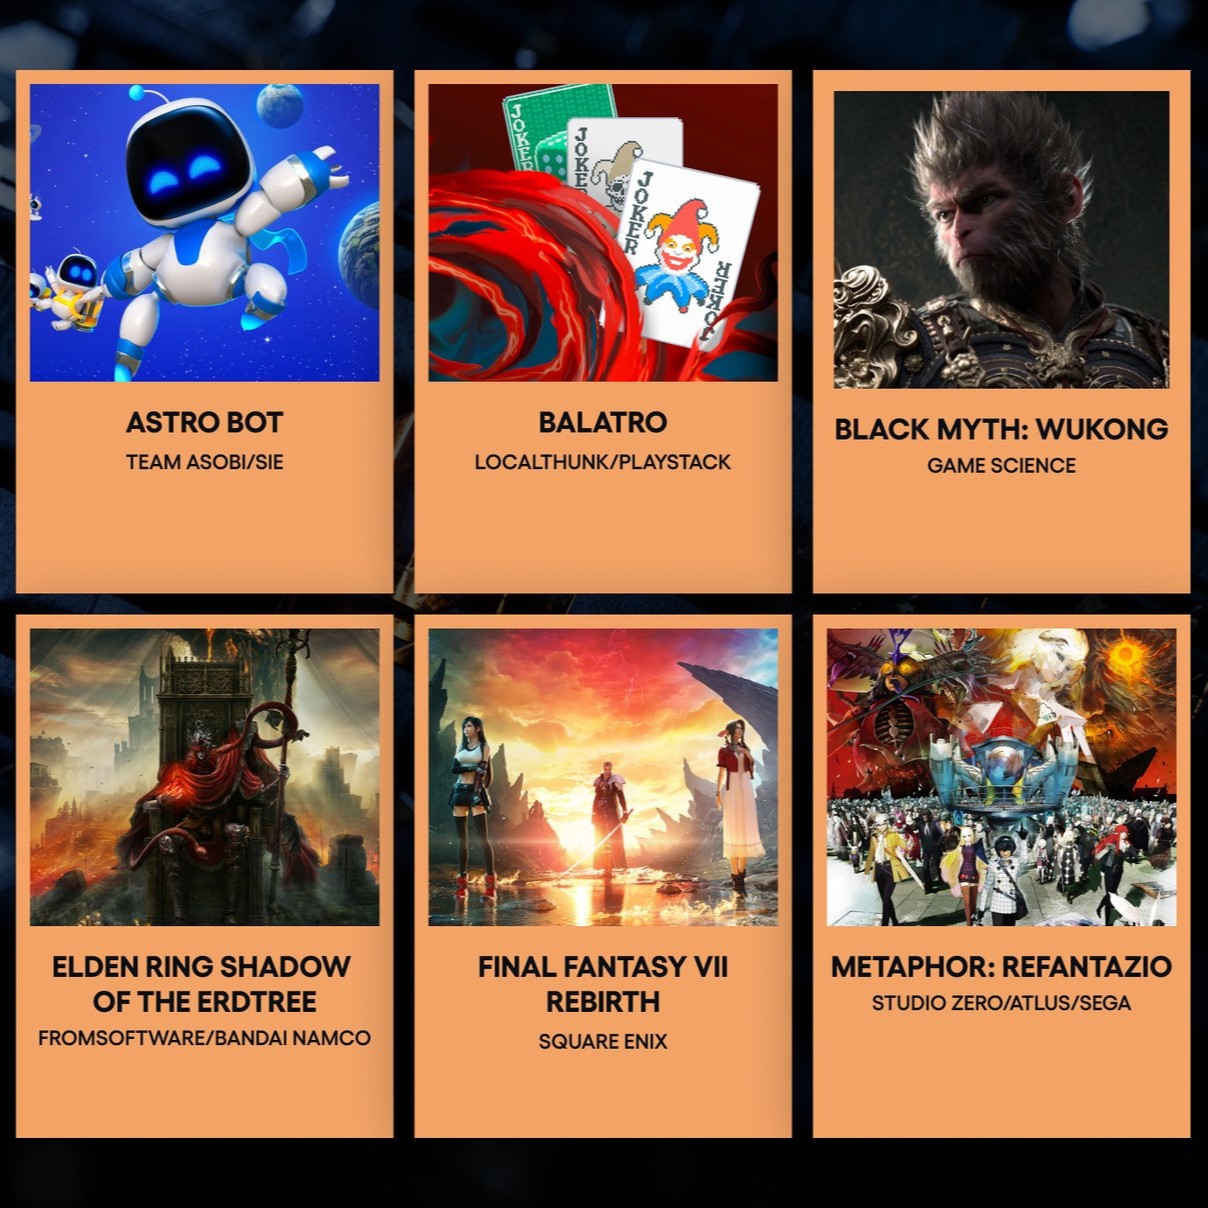 JOKER
JOKER
JOKER
JOKER
ASTRO BOT
TEAM ASOBI/SIE
BALATRO
LOCALTHUNK/PLAYSTACK
BLACK MYTH: WUKONG
GAME SCIENCE
ELDEN RING SHADOW
OF THE ERDTREE
FROMSOFTWARE/BANDAI NAMCO
FINAL FANTASY VII
REBIRTH
SQUARE ENIX
METAPHOR: REFANTAZIO
STUDIO ZERO/ATLUS/SEGA